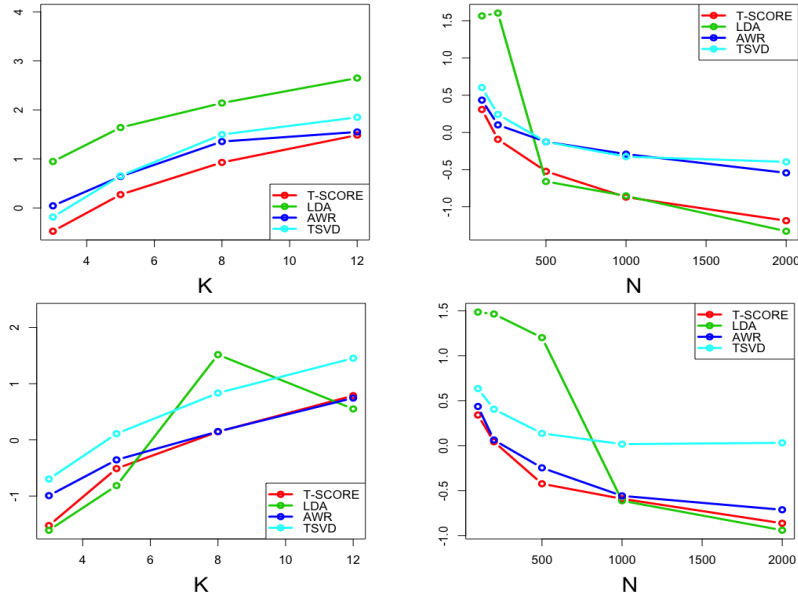 4
3
2
1
0
4
6
8
10
12
K
T-SCORE
LDA
AWR
TSVD
1.5
1.0
0.5
0.0
-0.5
-1.0
500
1000
1500
2000
N
T-SCORE
LDA
AWR
TSVD
2
1
0
-1
4
6
8
10
12
K
T-SCORE
LDA
AWR
TSVD
1.5
1.0
0.5
0.0
-0.5
-1.0
500
1000
1500
2000
N
T-SCORE
LDA
AWR
TSVD